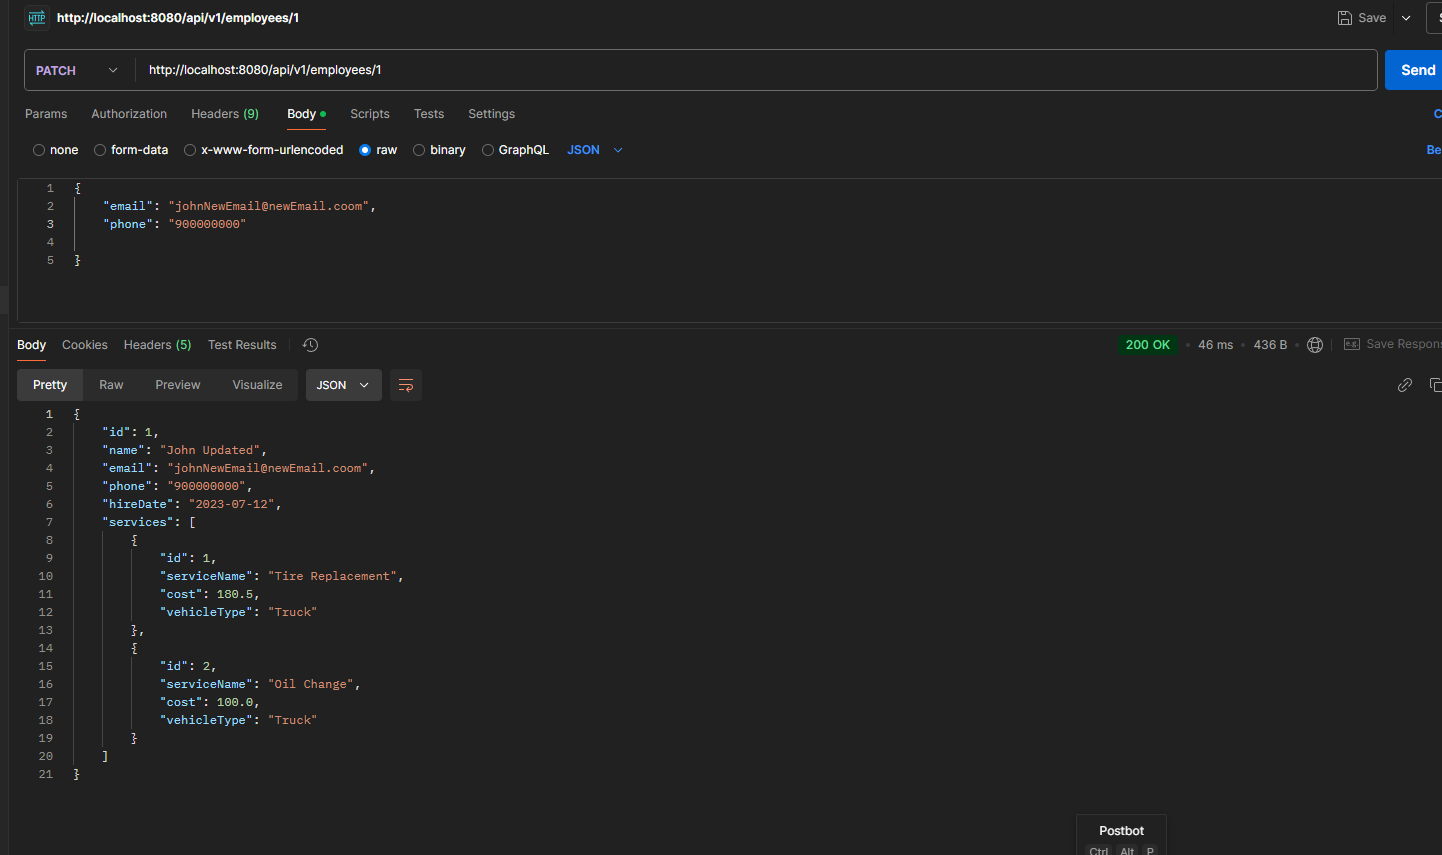 HTTP http://localhost:8080/api/v1/employees/1 Save
PATCH http://localhost:8080/api/v1/employees/1 Send
Params Authorization Headers (9) Body Scripts Tests Settings C
none form-data x-www-form-urlencoded raw binary GraphQL JSON Be
1 {
2 "email": "johnNewEmail@newEmail.coom",
3 "phone": "900000000"
4
5 }
Body Cookies Headers (5) Test Results 200 OK 46 ms 436 B e.g. Save Respons
Pretty Raw Preview Visualize JSON
1 {
2 "id": 1,
3 "name": "John Updated",
4 "email": "johnNewEmail@newEmail.coom",
5 "phone": "900000000",
6 "hireDate": "2023-07-12",
7 "services": [
8 {
9 "id": 1,
10 "serviceName": "Tire Replacement",
11 "cost": 180.5,
12 "vehicleType": "Truck"
13 },
14 {
15 "id": 2,
16 "serviceName": "Oil Change",
17 "cost": 100.0,
18 "vehicleType": "Truck"
19 }
20 ]
21 }
Postbot
Ctrl Alt P